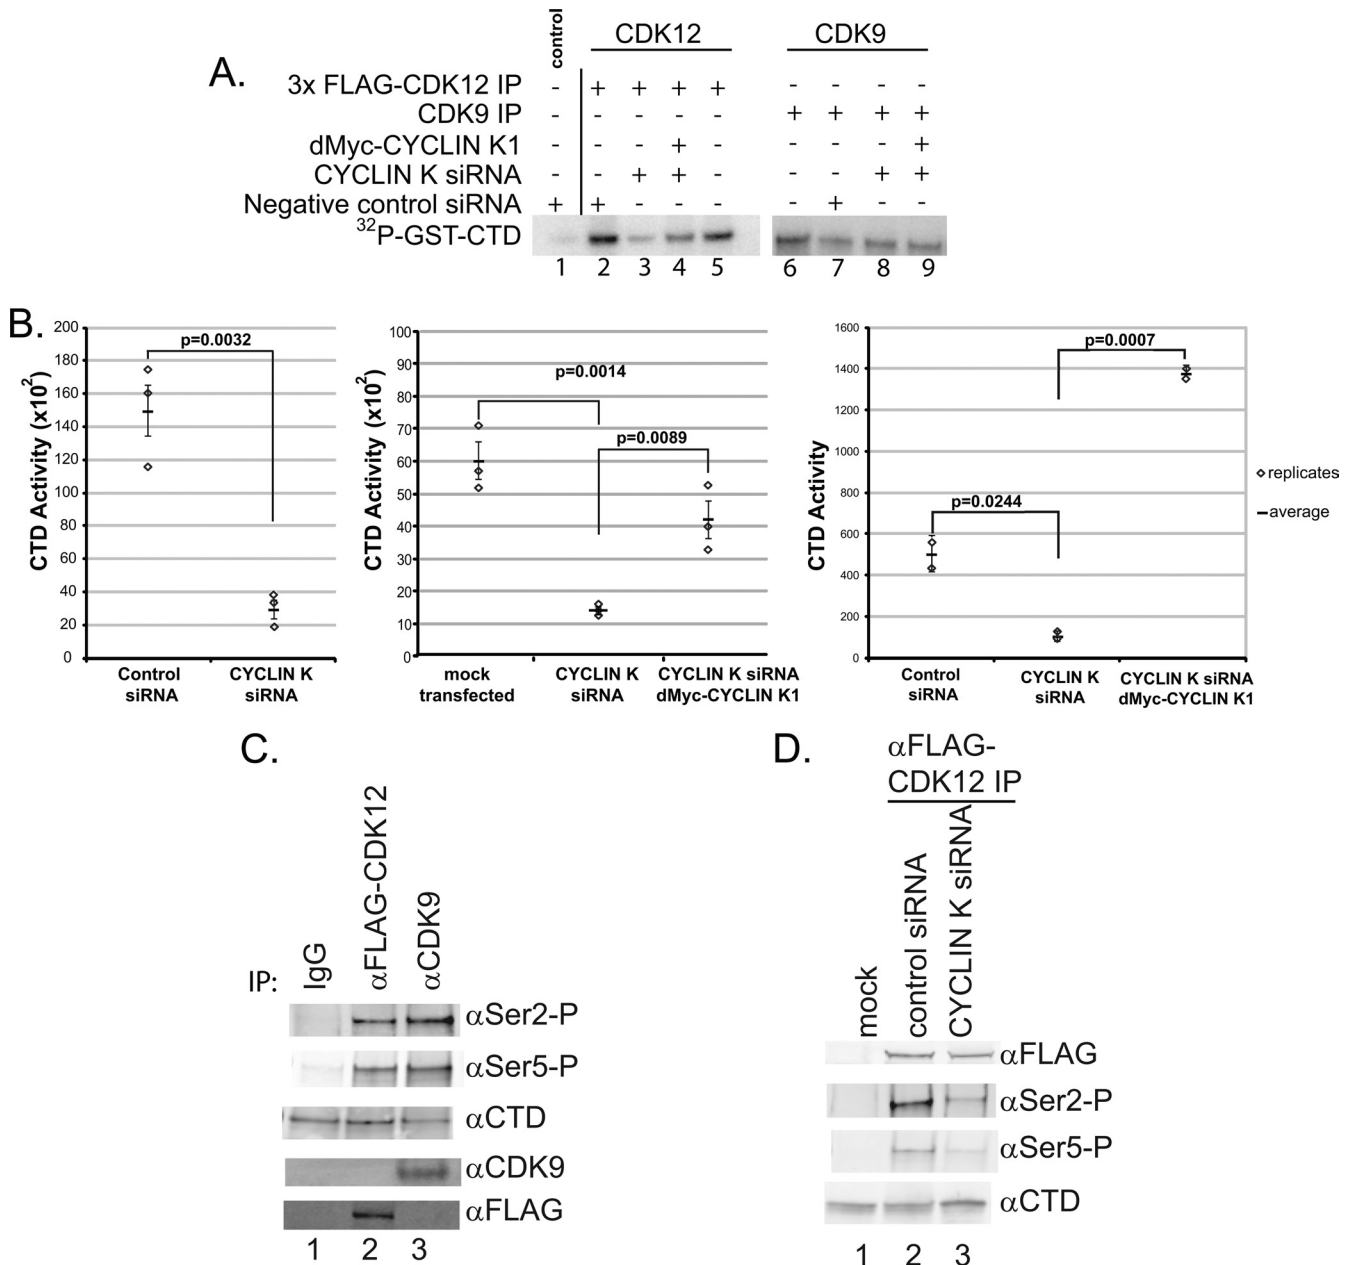 A.
control
CDK12
CDK9
3x FLAG-CDK12 IP - + + + + - - - -
CDK9 IP - - - - - + + + +
dMyc-CYCLIN K1 - - - + - - - - +
CYCLIN K siRNA - - + + - - - + +
Negative control siRNA + + - - - - + - -
32P-GST-CTD
1 2 3 4 5 6 7 8 9
B.
CTD Activity (x10²)
200
180
160
140
120
100
80
60
40
20
0
p=0.0032
Control siRNA
CYCLIN K siRNA
CTD Activity (x10²)
100
90
80
70
60
50
40
30
20
10
0
p=0.0014
p=0.0089
mock transfected
CYCLIN K siRNA
CYCLIN K siRNA dMyc-CYCLIN K1
CTD Activity
1600
1400
1200
1000
800
600
400
200
0
p=0.0007
p=0.0244
Control siRNA
CYCLIN K siRNA
CYCLIN K siRNA dMyc-CYCLIN K1
replicates
average
C.
IP:
IgG
αFLAG-CDK12
αCDK9
αSer2-P
αSer5-P
αCTD
αCDK9
αFLAG
1 2 3
D.
αFLAG-
CDK12 IP
mock
control siRNA
CYCLIN K siRNA
αFLAG
αSer2-P
αSer5-P
αCTD
1 2 3